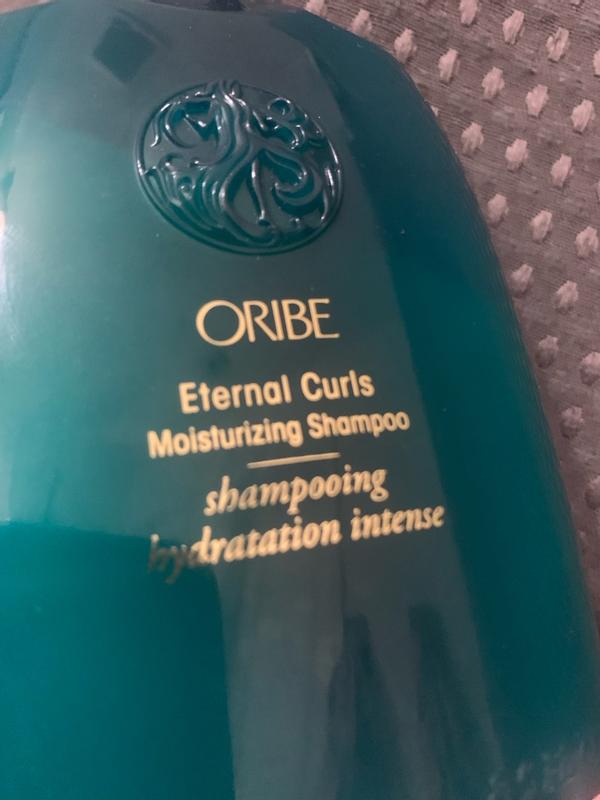 ORIBE
Eternal Curls
Moisturizing Shampoo
shampooing
hydratation intense